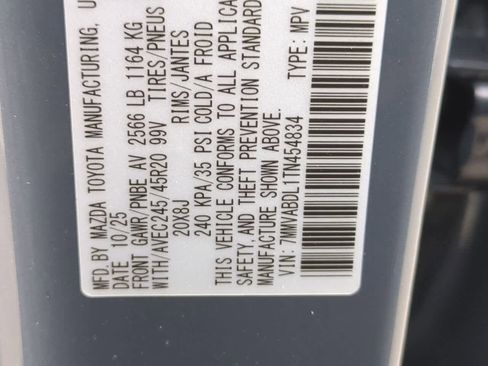 MFD. BY MAZDA TOYOTA MANUFACTURING, U
DATE: 10/25
FRONT GAWR/PNBE AV 2566 LB 1164 KG
WITH/AVEC245/45R20 99V TIRES/PNEUS
20X8J RIMS/JANTES
240 KPA/35 PSI COLD/A FROID
THIS VEHICLE CONFORMS TO ALL APPLICA
SAFETY, AND THEFT PREVENTION STANDARD
MANUFACTURE SHOWN ABOVE.
VIN: 7MMVABDL1TN454834 TYPE: MPV